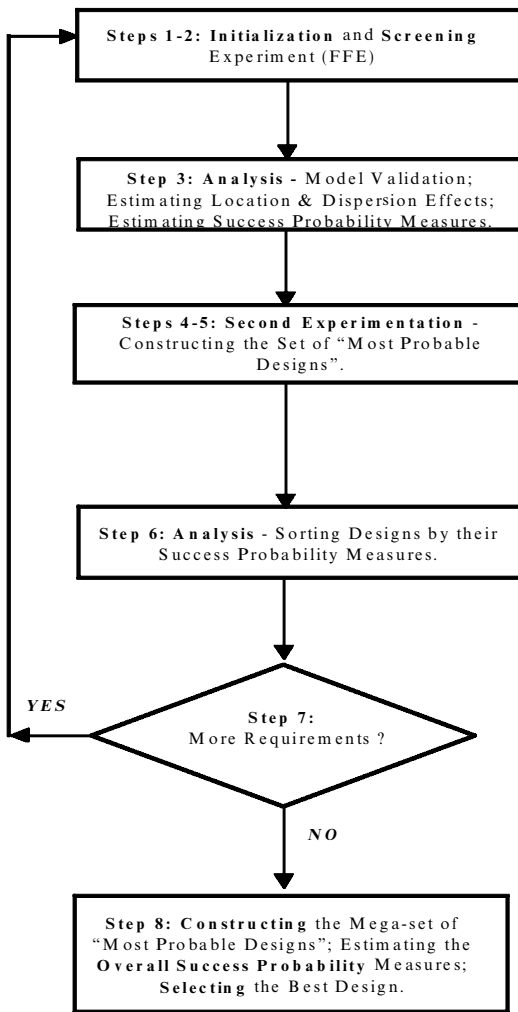 Steps 1-2: Initialization and Screening
Experiment (FFE)
Step 3: Analysis - Model Validation;
Estimating Location & Dispersion Effects;
Estimating Success Probability Measures.
Steps 4-5: Second Experimentation -
Constructing the Set of “Most Probable
Designs”.
Step 6: Analysis - Sorting Designs by their
Success Probability Measures.
Step 7:
More Requirements ?
YES
NO
Step 8: Constructing the Mega-set of
“Most Probable Designs”; Estimating the
Overall Success Probability Measures;
Selecting the Best Design.